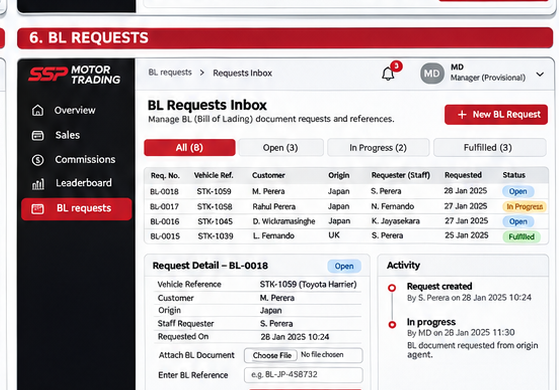 6. BL REQUESTS
SSP MOTOR TRADING
Overview
Sales
Commissions
Leaderboard
BL requests
BL requests > Requests Inbox
3
MD
MD
Manager (Provisional)
BL Requests Inbox
Manage BL (Bill of Lading) document requests and references.
+ New BL Request
All (8) Open (3) In Progress (2) Fulfilled (3)
Req. No. Vehicle Ref. Customer Origin Requester (Staff) Requested Status
BL-0018 STK-1059 M. Perera Japan S. Perera 28 Jan 2025 Open
BL-0017 STK-1058 Rahul Perera Japan N. Fernando 27 Jan 2025 In Progress
BL-0016 STK-1045 D. Wickramasinghe Japan K. Jayasekara 27 Jan 2025 Open
BL-0015 STK-1039 L. Fernando UK S. Perera 25 Jan 2025 Fulfilled
Request Detail – BL-0018 Open
Vehicle Reference STK-1059 (Toyota Harrier)
Customer M. Perera
Origin Japan
Staff Requester S. Perera
Requested On 28 Jan 2025 10:24
Attach BL Document Choose File No file chosen
Enter BL Reference e.g. BL-JP-458732
Activity
Request created
By S. Perera on 28 Jan 2025 10:24
In progress
By MD on 28 Jan 2025 11:30
BL document requested from origin
agent.